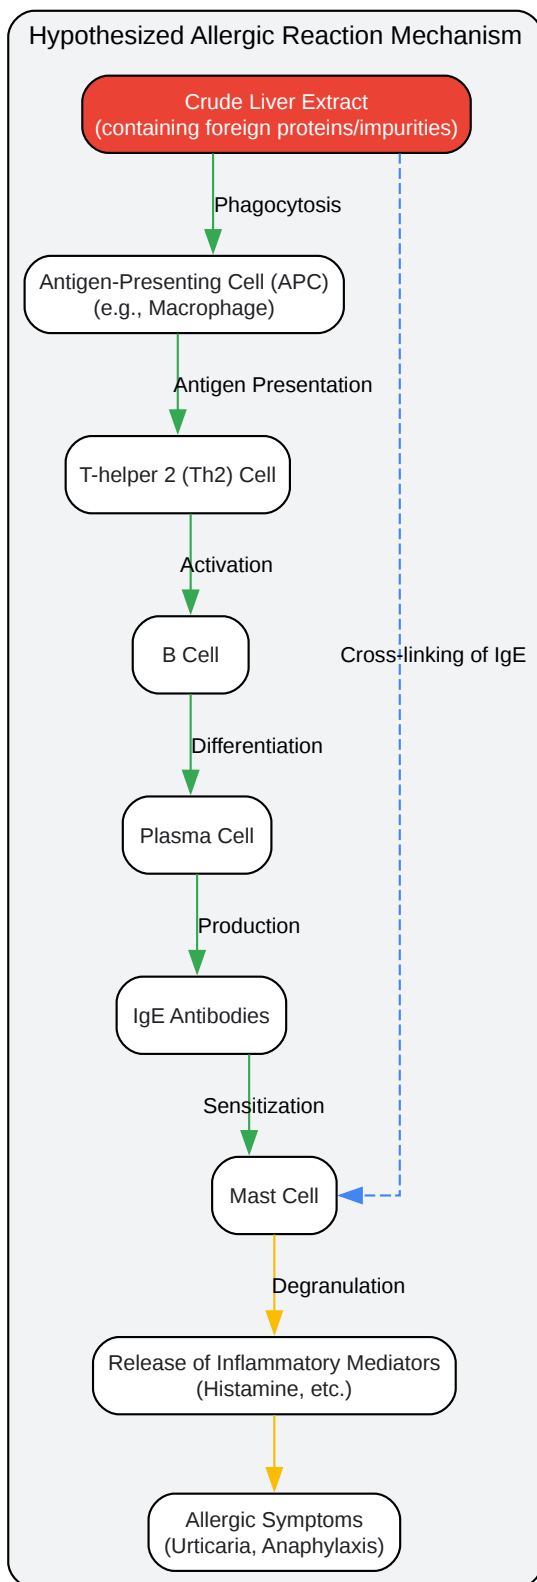 Hypothesized Allergic Reaction Mechanism
Crude Liver Extract
(containing foreign proteins/impurities)
Phagocytosis
Antigen-Presenting Cell (APC)
(e.g., Macrophage)
Antigen Presentation
T-helper 2 (Th2) Cell
Activation
B Cell
Cross-linking of IgE
Differentiation
Plasma Cell
Production
IgE Antibodies
Sensitization
Mast Cell
Degranulation
Release of Inflammatory Mediators
(Histamine, etc.)
Allergic Symptoms
(Urticaria, Anaphylaxis)